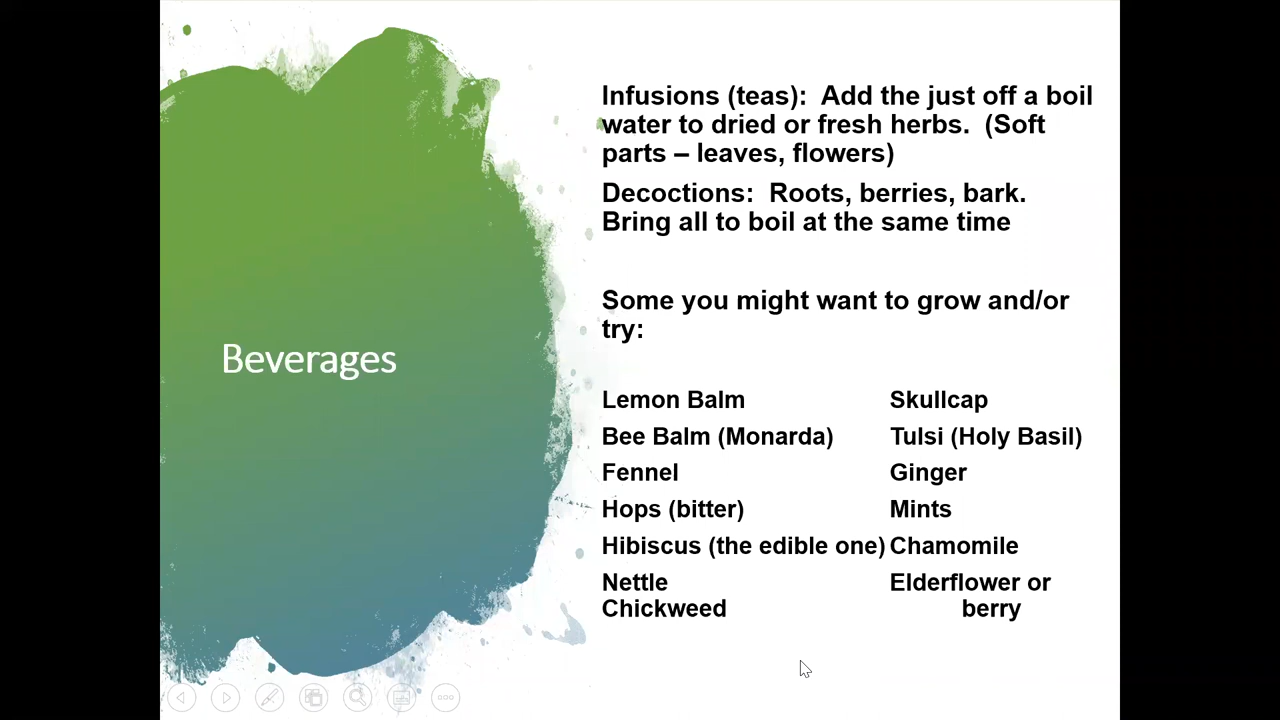 Beverages
Infusions (teas):  Add the just off a boil
water to dried or fresh herbs.  (Soft
parts – leaves, flowers)
Decoctions:  Roots, berries, bark.
Bring all to boil at the same time
Some you might want to grow and/or
try:
Lemon Balm Skullcap
Bee Balm (Monarda) Tulsi (Holy Basil)
Fennel Ginger
Hops (bitter) Mints
Hibiscus (the edible one) Chamomile
Nettle Elderflower or
Chickweed berry